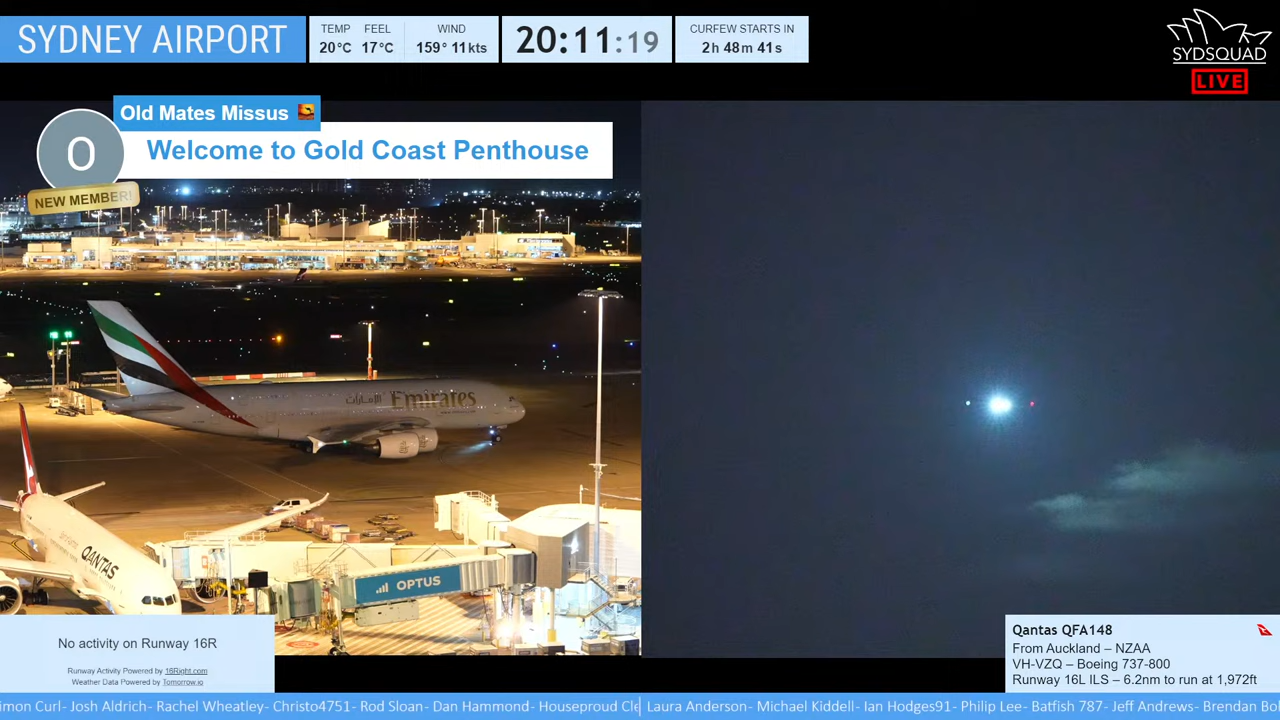 SYDNEY AIRPORT
TEMP FEEL WIND
20°C 17°C 159° 11kts
20:11:19
CURFEW STARTS IN
2h 48m 41s
SYDSQUAD
LIVE
Old Mates Missus
O
Welcome to Gold Coast Penthouse
NEW MEMBER!
Emirates
QANTAS
OPTUS
No activity on Runway 16R
Runway Activity Powered by 16Right.com
Weather Data Powered by Tomorrow.io
Qantas QFA148
From Auckland – NZAA
VH-VZQ – Boeing 737-800
Runway 16L ILS – 6.2nm to run at 1,972ft
imon Curl- Josh Aldrich- Rachel Wheatley- Christo4751- Rod Sloan- Dan Hammond- Houseproud Cle
Laura Anderson- Michael Kiddell- Ian Hodges91- Philip Lee- Batfish 787- Jeff Andrews- Brendan Bo